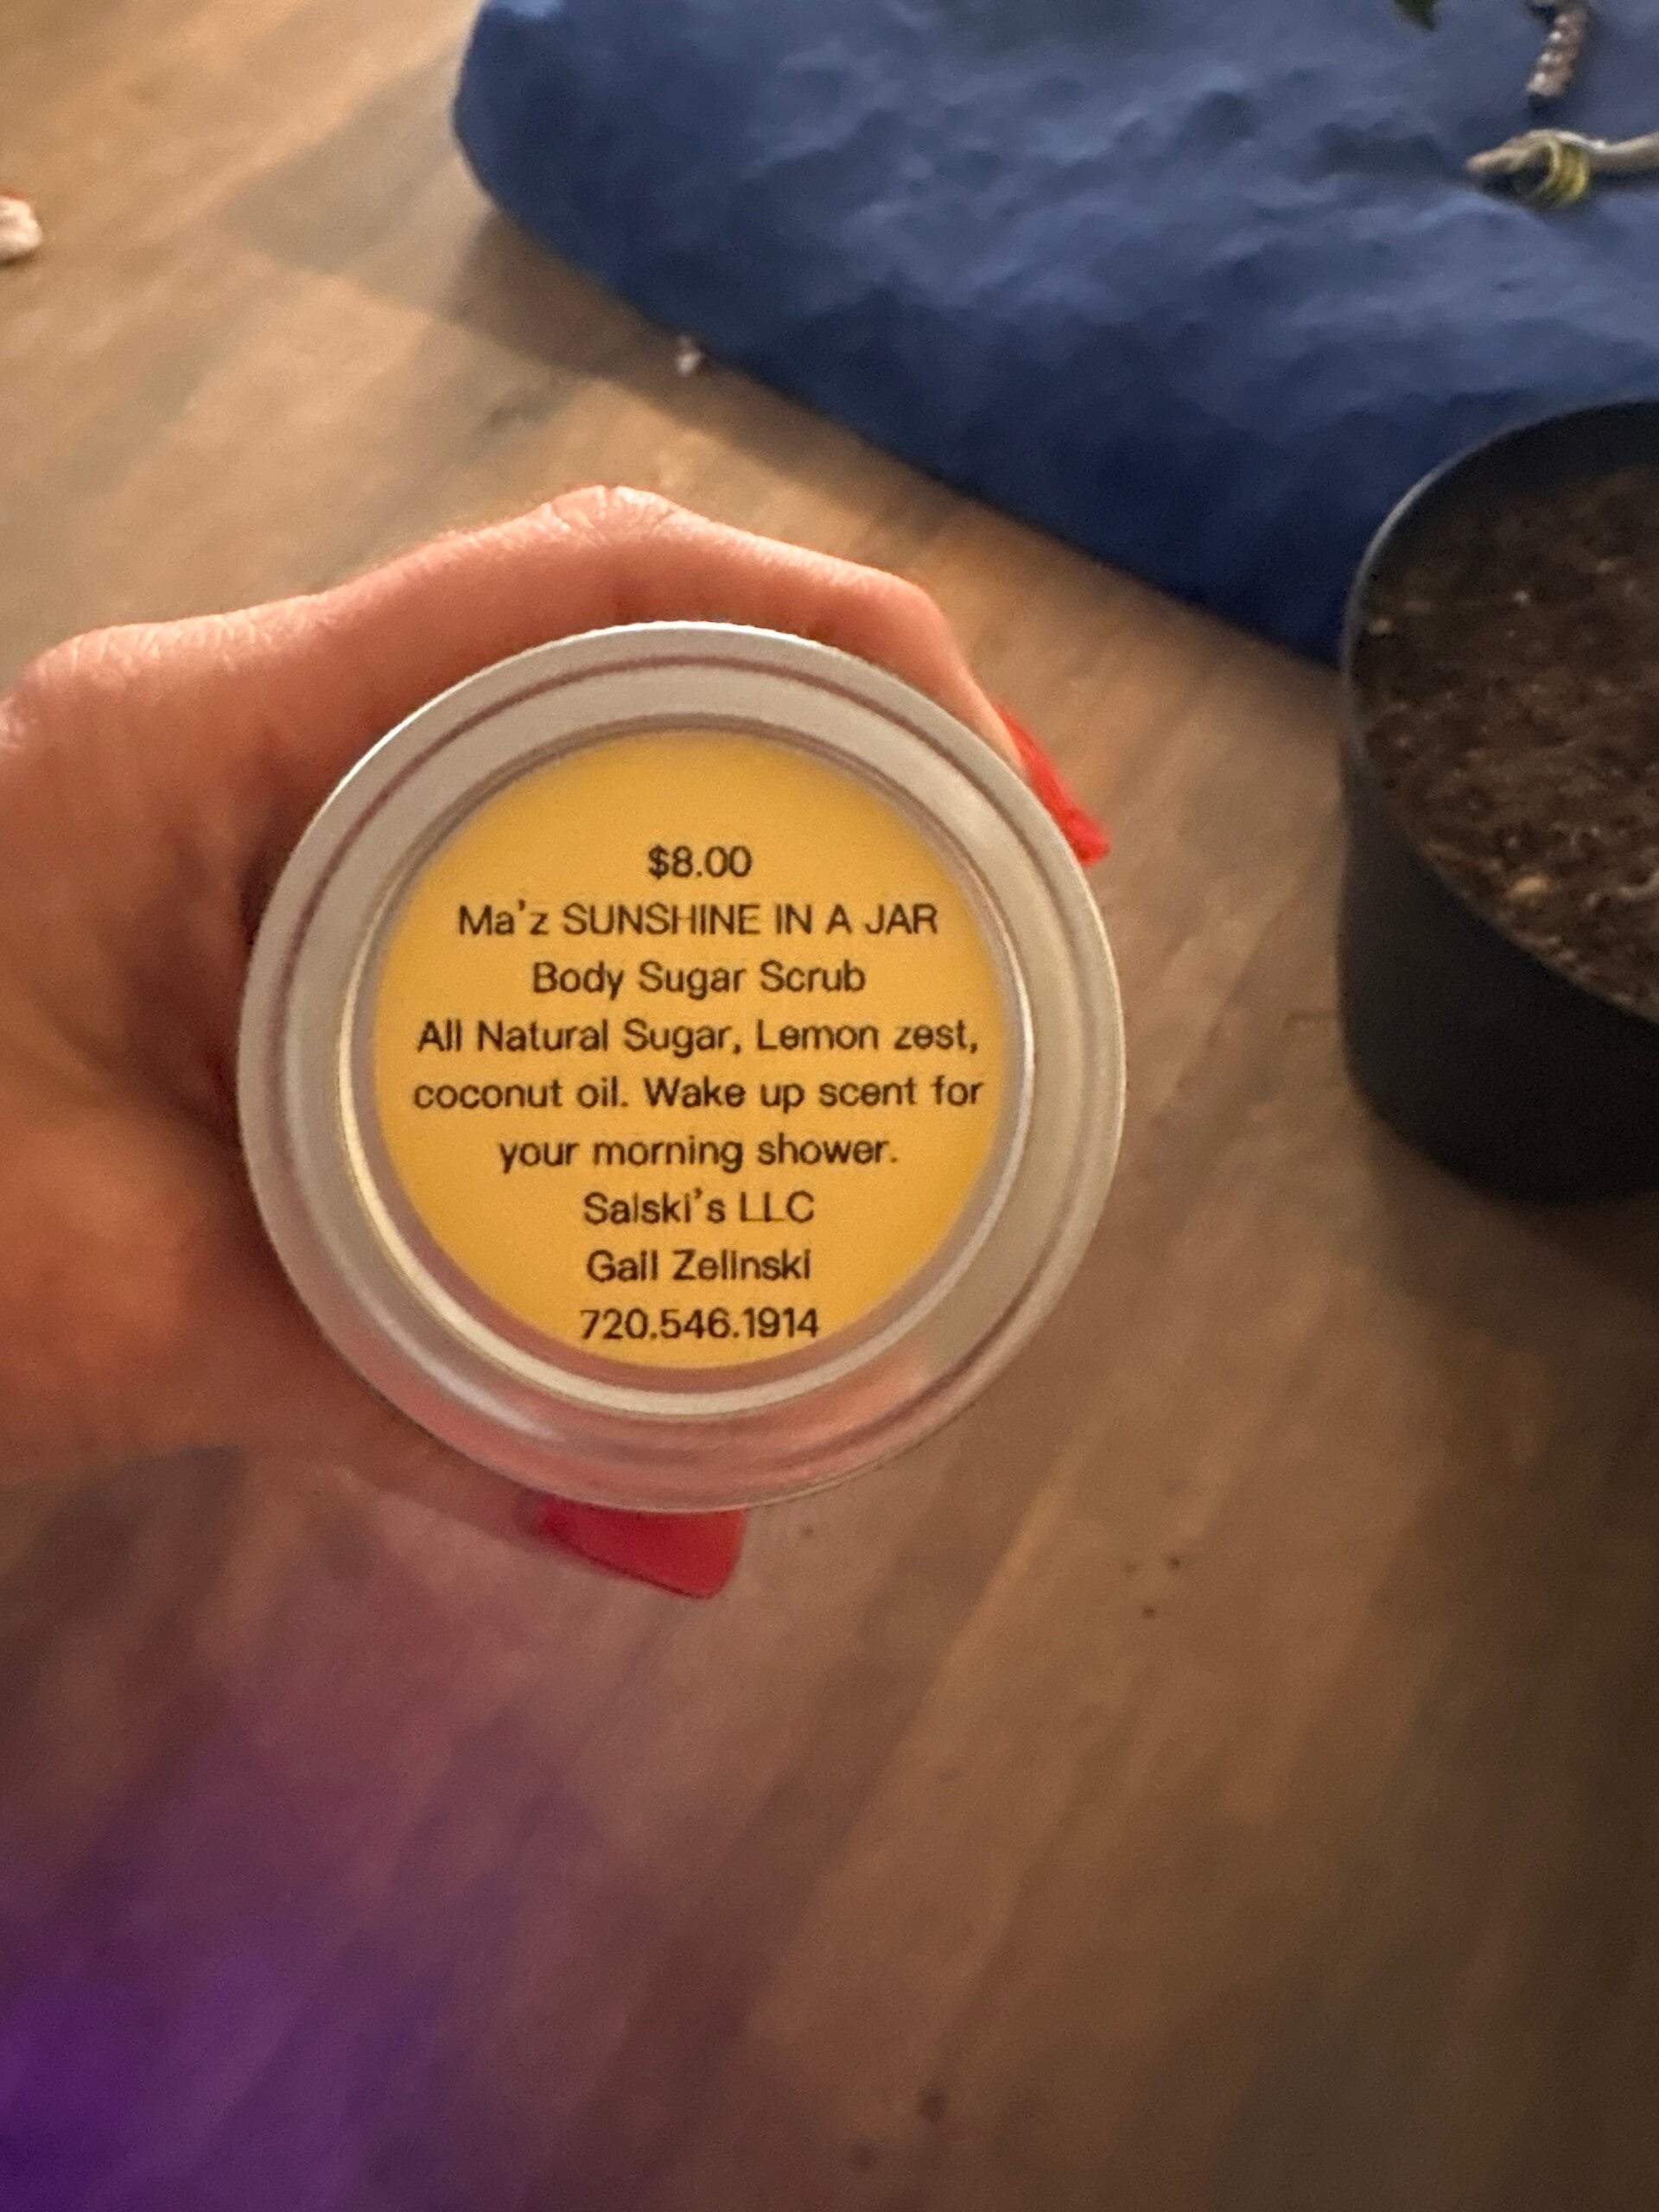 $8.00
Ma'z SUNSHINE IN A JAR
Body Sugar Scrub
All Natural Sugar, Lemon zest,
coconut oil. Wake up scent for
your morning shower.
Salski's LLC
Gail Zelinski
720.546.1914